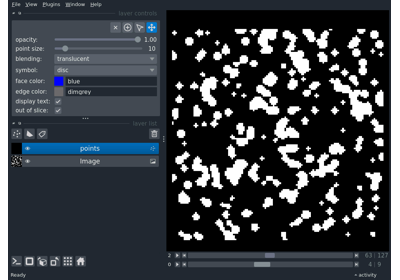 File View Plugins Window Help
layer controls
opacity: 1.00
point size: 10
blending: translucent
symbol: disc
face color: blue
edge color: dimgrey
display text:
out of slice:
layer list
points
Image
2 63 127
0 4 9
Ready activity